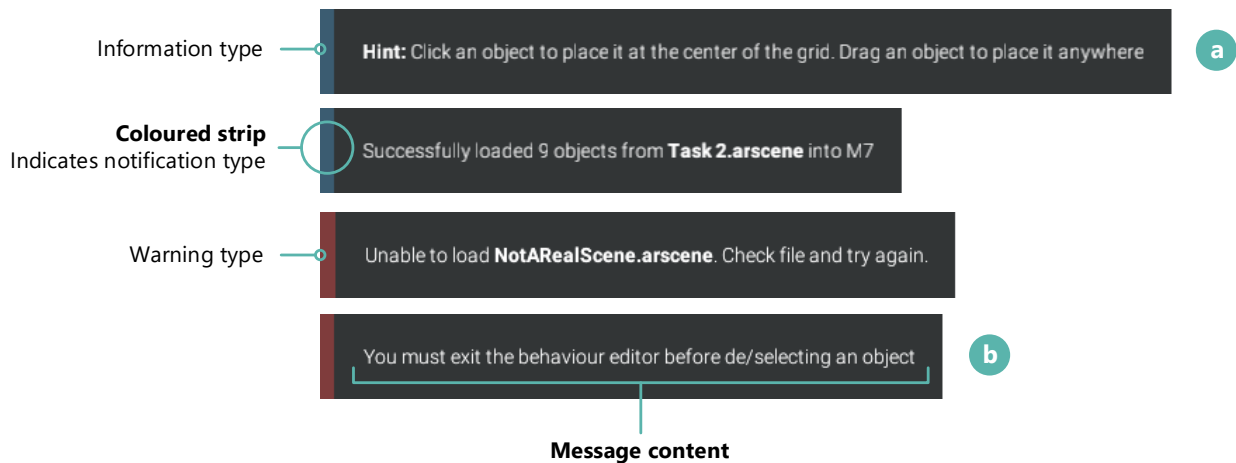 Information type
Hint: Click an object to place it at the center of the grid. Drag an object to place it anywhere
a
Coloured strip
Indicates notification type
Successfully loaded 9 objects from Task 2.arscene into M7
Warning type
Unable to load NotARealScene.arscene. Check file and try again.
You must exit the behaviour editor before de/selecting an object
b
Message content